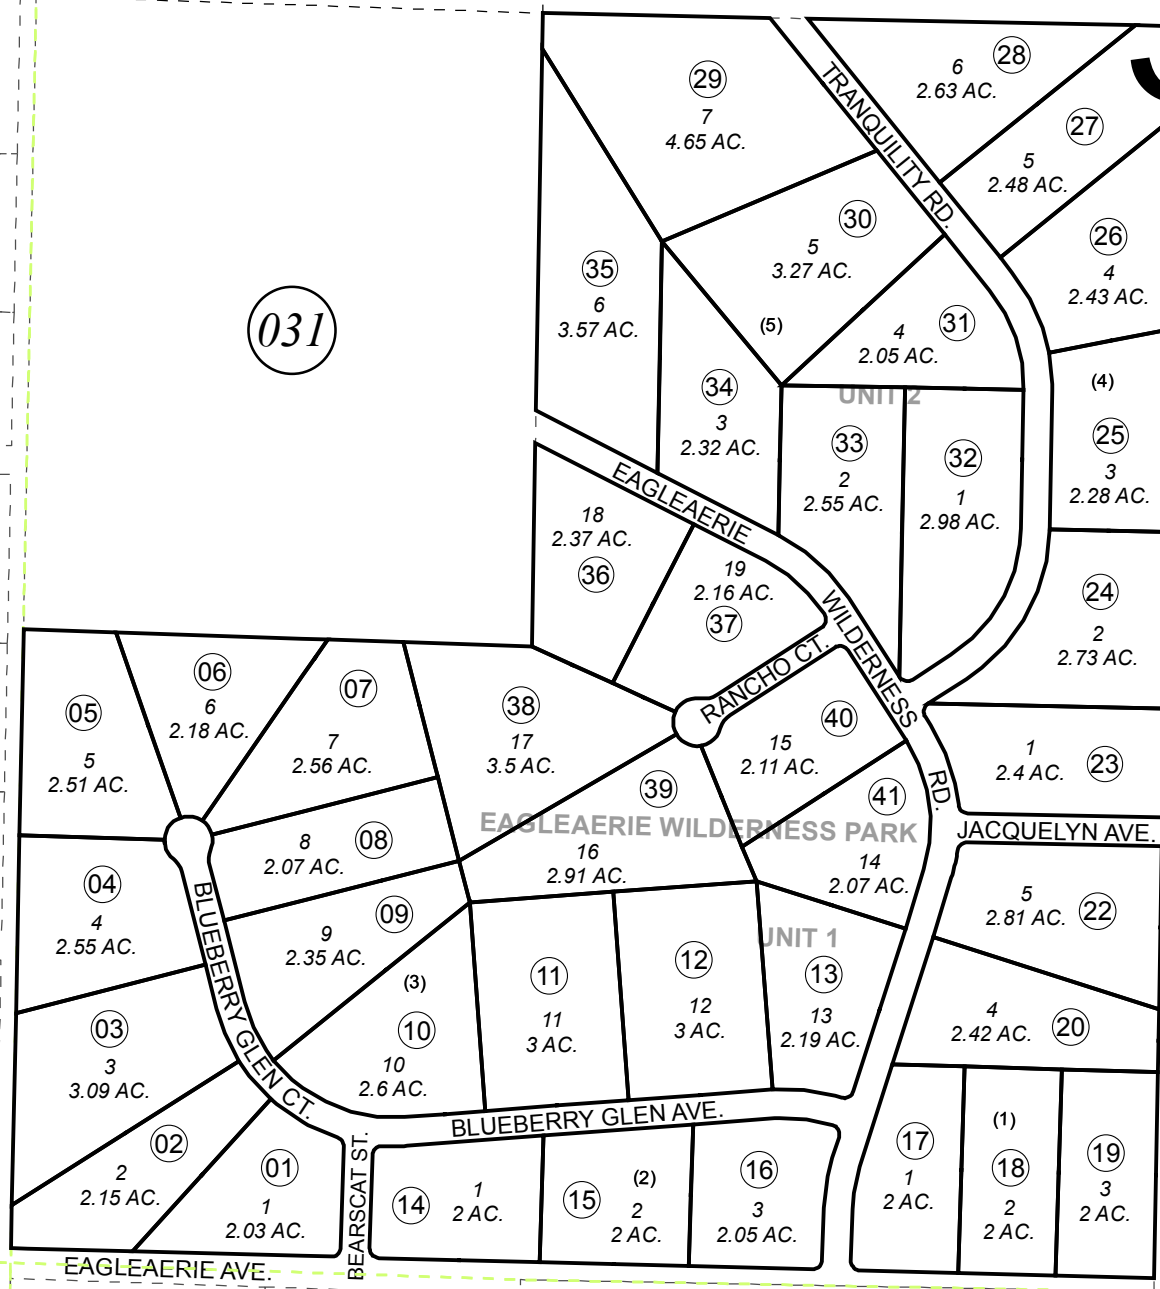 28
6
2.63 AC.
29
7
4.65 AC.
TRANQUILITY RD.
27
5
2.48 AC.
30
5
3.27 AC.
26
4
2.43 AC.
35
6
3.57 AC.
031
(5)
31
4
2.05 AC.
(4)
UNIT 2
34
3
2.32 AC.
33
2
2.55 AC.
32
1
2.98 AC.
25
3
2.28 AC.
EAGLEAERIE WILDERNESS RD.
18
2.37 AC.
36
19
2.16 AC.
37
24
2
2.73 AC.
RANCHO CT.
06
6
2.18 AC.
07
7
2.56 AC.
05
5
2.51 AC.
38
17
3.5 AC.
40
15
2.11 AC.
23
1
2.4 AC.
39
41
EAGLEAERIE WILDERNESS PARK
JACQUELYN AVE.
08
8
2.07 AC.
16
2.91 AC.
14
2.07 AC.
04
4
2.55 AC.
BLUEBERRY GLEN CT.
09
9
2.35 AC.
22
5
2.81 AC.
UNIT 1
(3)
11
11
3 AC.
12
12
3 AC.
13
13
2.19 AC.
03
3
3.09 AC.
10
10
2.6 AC.
20
4
2.42 AC.
BLUEBERRY GLEN AVE.
02
2
2.15 AC.
01
1
2.03 AC.
BEARSCAT ST.
14
1
2 AC.
15
(2)
2
2 AC.
16
3
2.05 AC.
17
1
2 AC.
(1)
18
2
2 AC.
19
3
2 AC.
EAGLEAERIE AVE.